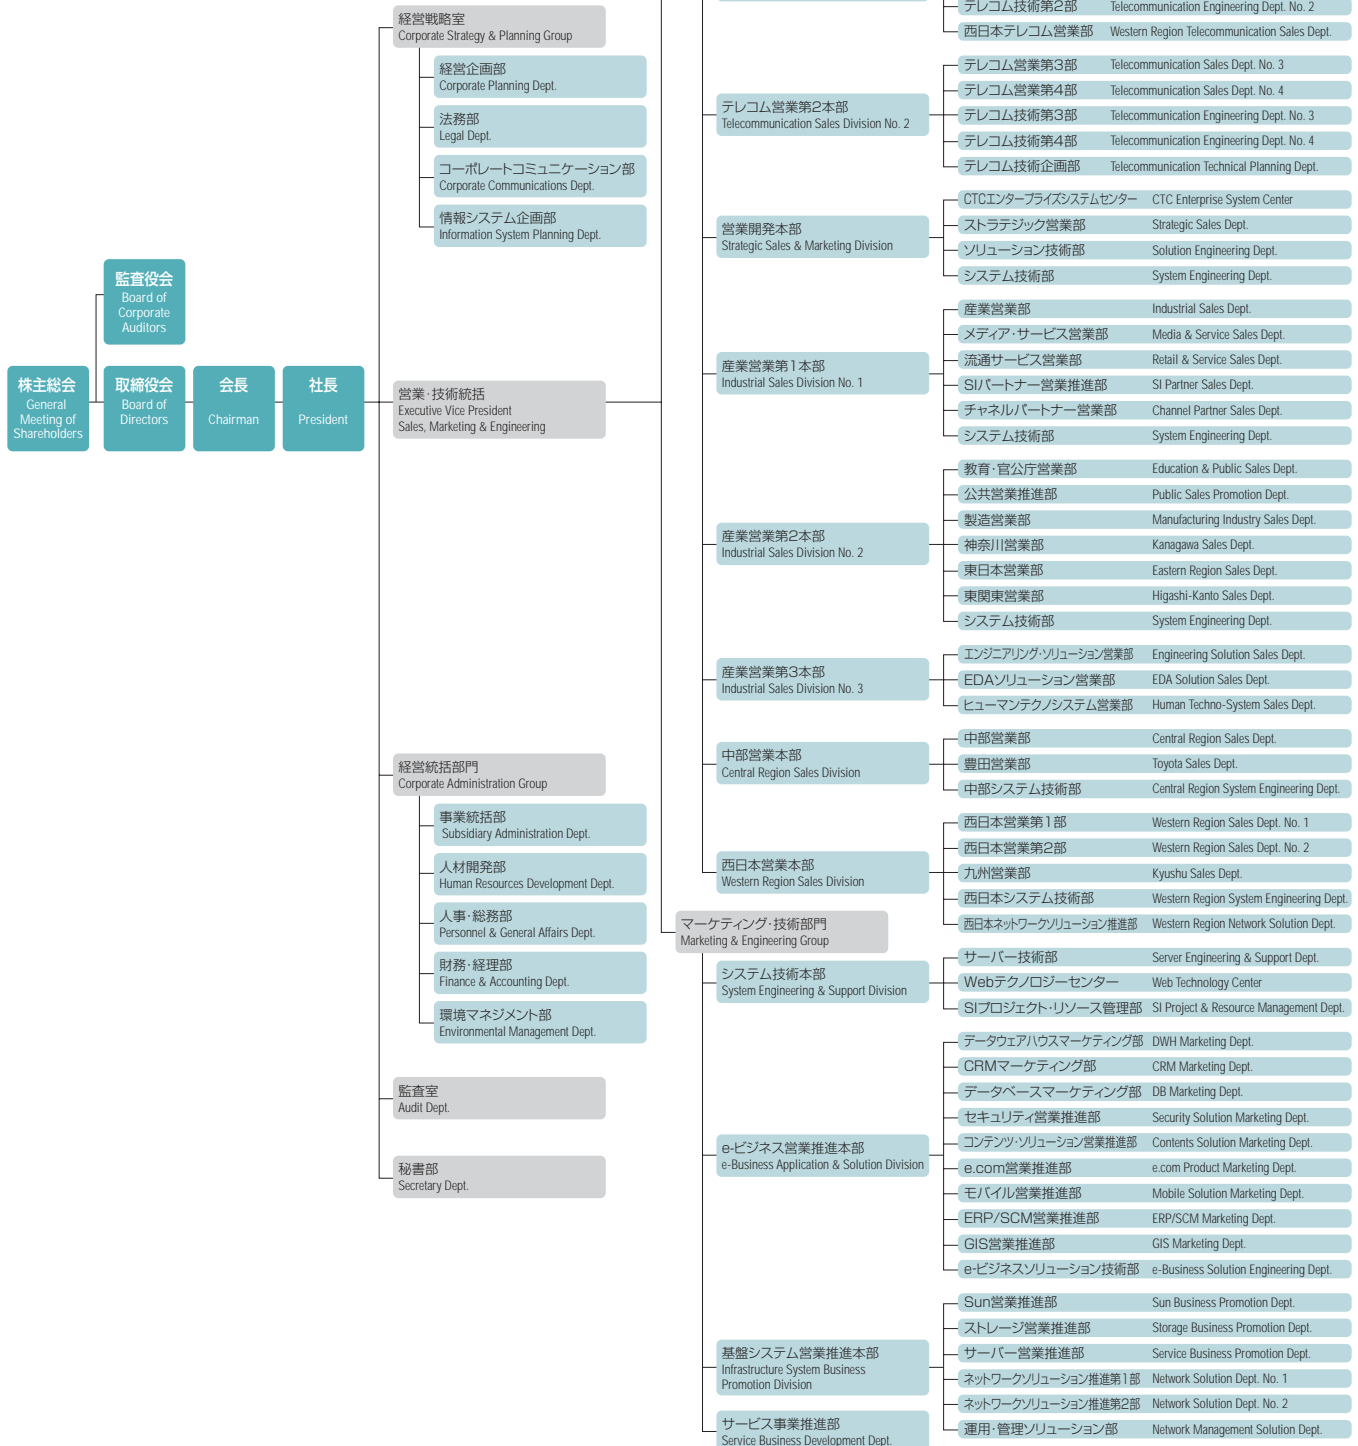 株主総会
General
Meeting of
Shareholders
監査役会
Board of
Corporate
Auditors
取締役会
Board of
Directors
会長
Chairman
社長
President
経営戦略室
Corporate Strategy & Planning Group
経営企画部
Corporate Planning Dept.
法務部
Legal Dept.
コーポレートコミュニケーション部
Corporate Communications Dept.
情報システム企画部
Information System Planning Dept.
営業・技術統括
Executive Vice President
Sales, Marketing & Engineering
経営統括部門
Corporate Administration Group
事業統括部
Subsidiary Administration Dept.
人材開発部
Human Resources Development Dept.
人事・総務部
Personnel & General Affairs Dept.
財務・経理部
Finance & Accounting Dept.
環境マネジメント部
Environmental Management Dept.
監査室
Audit Dept.
秘書部
Secretary Dept.
テレコム技術第2部 Telecommunication Engineering Dept. No. 2
西日本テレコム営業部 Western Region Telecommunication Sales Dept.
テレコム営業第2本部
Telecommunication Sales Division No. 2
テレコム営業第3部 Telecommunication Sales Dept. No. 3
テレコム営業第4部 Telecommunication Sales Dept. No. 4
テレコム技術第3部 Telecommunication Engineering Dept. No. 3
テレコム技術第4部 Telecommunication Engineering Dept. No. 4
テレコム技術企画部 Telecommunication Technical Planning Dept.
営業開発本部
Strategic Sales & Marketing Division
CTCエンタープライズシステムセンター CTC Enterprise System Center
ストラテジック営業部 Strategic Sales Dept.
ソリューション技術部 Solution Engineering Dept.
システム技術部 System Engineering Dept.
産業営業第1本部
Industrial Sales Division No. 1
産業営業部 Industrial Sales Dept.
メディア・サービス営業部 Media & Service Sales Dept.
流通サービス営業部 Retail & Service Sales Dept.
SIパートナー営業推進部 SI Partner Sales Dept.
チャネルパートナー営業部 Channel Partner Sales Dept.
システム技術部 System Engineering Dept.
産業営業第2本部
Industrial Sales Division No. 2
教育・官公庁営業部 Education & Public Sales Dept.
公共営業推進部 Public Sales Promotion Dept.
製造営業部 Manufacturing Industry Sales Dept.
神奈川営業部 Kanagawa Sales Dept.
東日本営業部 Eastern Region Sales Dept.
東関東営業部 Higashi-Kanto Sales Dept.
システム技術部 System Engineering Dept.
産業営業第3本部
Industrial Sales Division No. 3
エンジニアリング・ソリューション営業部 Engineering Solution Sales Dept.
EDAソリューション営業部 EDA Solution Sales Dept.
ヒューマンテクノシステム営業部 Human Techno-System Sales Dept.
中部営業本部
Central Region Sales Division
中部営業部 Central Region Sales Dept.
豊田営業部 Toyota Sales Dept.
中部システム技術部 Central Region System Engineering Dept.
西日本営業本部
Western Region Sales Division
西日本営業第1部 Western Region Sales Dept. No. 1
西日本営業第2部 Western Region Sales Dept. No. 2
九州営業部 Kyushu Sales Dept.
西日本システム技術部 Western Region System Engineering Dept.
西日本ネットワークソリューション推進部 Western Region Network Solution Dept.
マーケティング・技術部門
Marketing & Engineering Group
システム技術本部
System Engineering & Support Division
サーバー技術部 Server Engineering & Support Dept.
Webテクノロジーセンター Web Technology Center
SIプロジェクト・リソース管理部 SI Project & Resource Management Dept.
e-ビジネス営業推進本部
e-Business Application & Solution Division
データウェアハウスマーケティング部 DWH Marketing Dept.
CRMマーケティング部 CRM Marketing Dept.
データベースマーケティング部 DB Marketing Dept.
セキュリティ営業推進部 Security Solution Marketing Dept.
コンテンツ・ソリューション営業推進部 Contents Solution Marketing Dept.
e.com営業推進部 e.com Product Marketing Dept.
モバイル営業推進部 Mobile Solution Marketing Dept.
ERP/SCM営業推進部 ERP/SCM Marketing Dept.
GIS営業推進部 GIS Marketing Dept.
e-ビジネスソリューション技術部 e-Business Solution Engineering Dept.
基盤システム営業推進本部
Infrastructure System Business
Promotion Division
Sun営業推進部 Sun Business Promotion Dept.
ストレージ営業推進部 Storage Business Promotion Dept.
サーバー営業推進部 Service Business Promotion Dept.
ネットワークソリューション推進第1部 Network Solution Dept. No. 1
ネットワークソリューション推進第2部 Network Solution Dept. No. 2
運用・管理ソリューション部 Network Management Solution Dept.
サービス事業推進部
Service Business Development Dept.